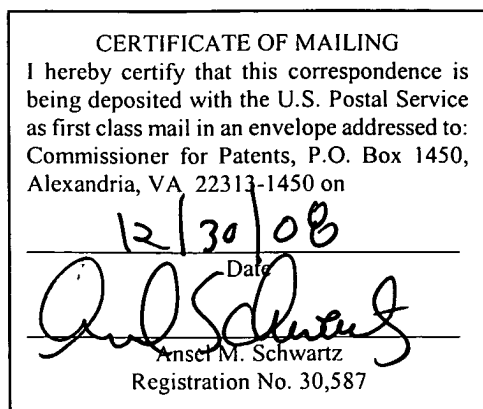 CERTIFICATE OF MAILING
I hereby certify that this correspondence is
being deposited with the U.S. Postal Service
as first class mail in an envelope addressed to:
Commissioner for Patents, P.O. Box 1450,
Alexandria, VA 22313-1450 on
12/30/08
Date
Ansel M. Schwartz
Registration No. 30,587